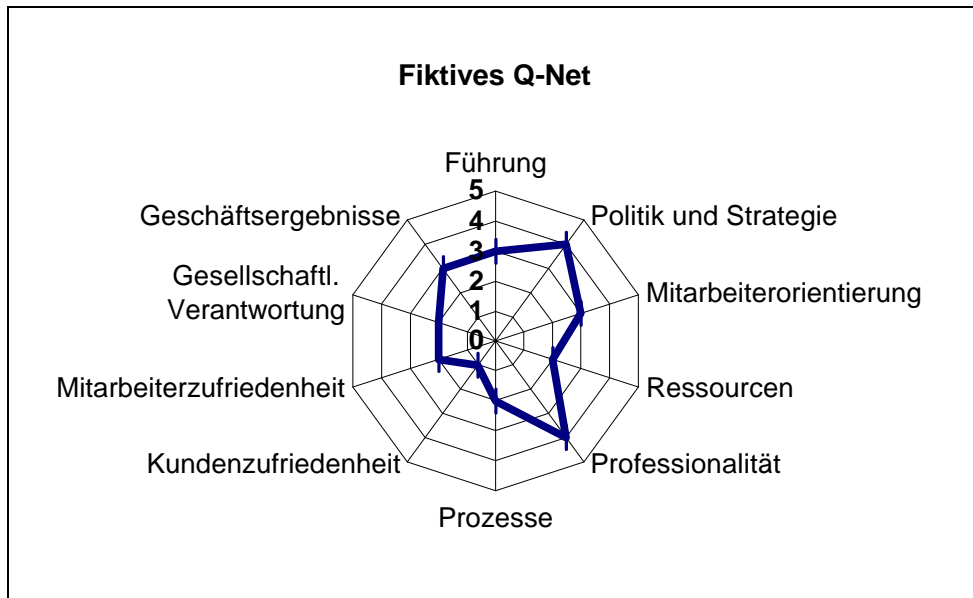 Fiktives Q-Net
Führung
5
4
3
2
1
0
Politik und Strategie
Mitarbeiterorientierung
Ressourcen
Professionalität
Prozesse
Kundenzufriedenheit
Mitarbeiterzufriedenheit
Gesellschaftl.
Verantwortung
Geschäftsergebnisse